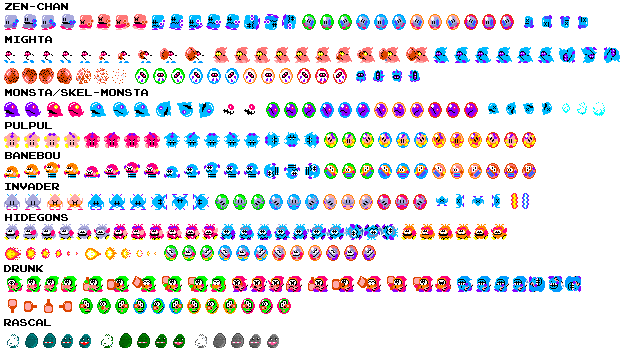 ZEN-CHAN
MIGHTA
MONSTA/SKEL-MONSTA
PULPUL
BANEBOU
INVADER
HIDEGONS
DRUNK
RASCAL